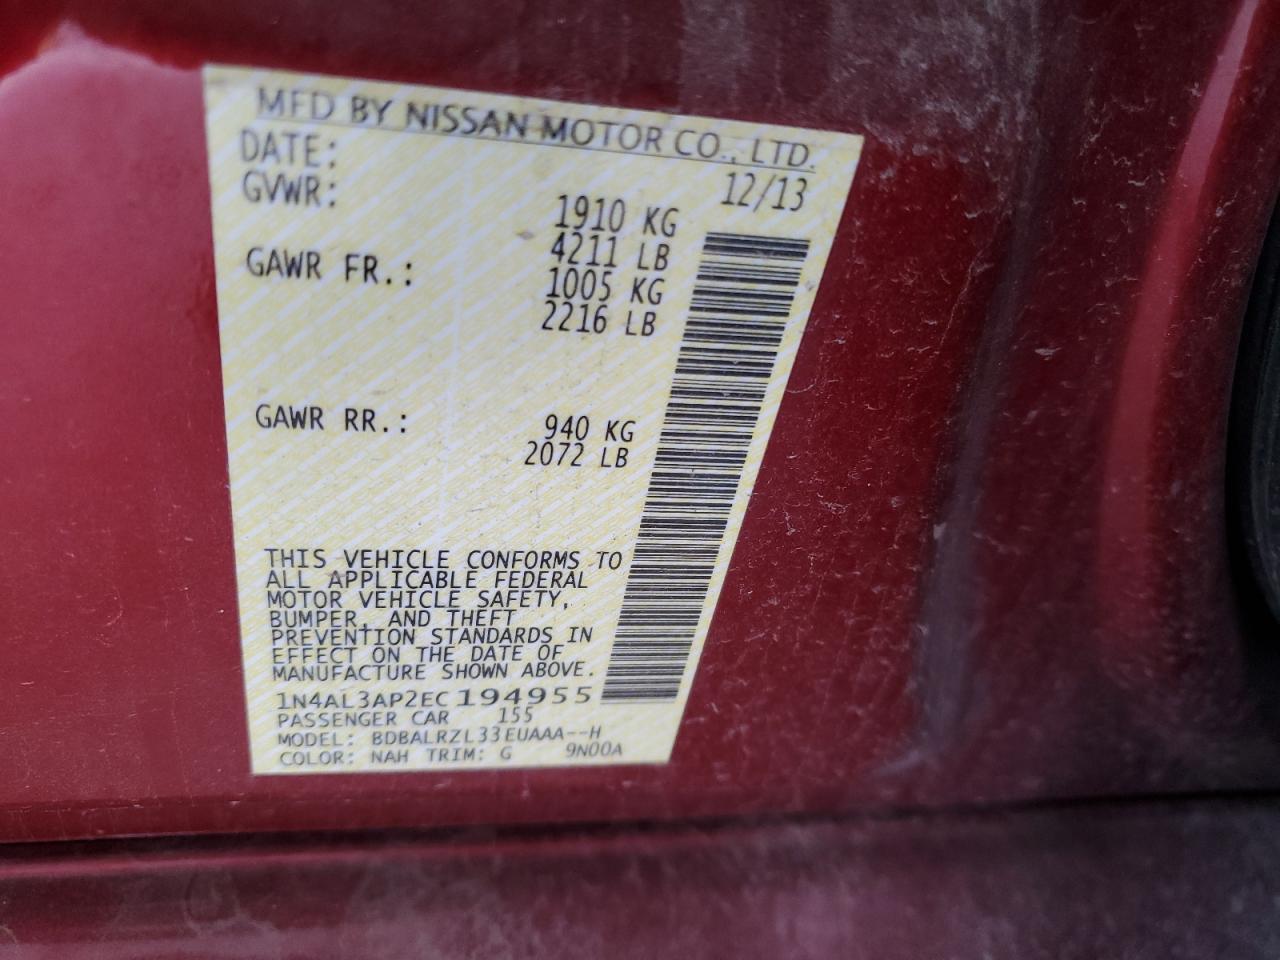 MFD BY NISSAN MOTOR CO., LTD.
DATE: 12/13
GVWR: 1910 KG
4211 LB
GAWR FR.: 1005 KG
2216 LB
GAWR RR.: 940 KG
2072 LB
THIS VEHICLE CONFORMS TO
ALL APPLICABLE FEDERAL
MOTOR VEHICLE SAFETY,
BUMPER, AND THEFT
PREVENTION STANDARDS IN
EFFECT ON THE DATE OF
MANUFACTURE SHOWN ABOVE.
1N4AL3AP2EC194955
PASSENGER CAR 155
MODEL: BDBALRZL33EUAAA--H
COLOR: NAH TRIM: G 9N00A